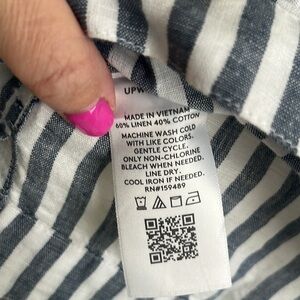 MADE IN VIETNAM
60% LINEN 40% COTTON
MACHINE WASH COLD
WITH LIKE COLORS.
GENTLE CYCLE.
ONLY NON-CHLORINE
BLEACH WHEN NEEDED.
LINE DRY.
COOL IRON IF NEEDED.
RN#159489